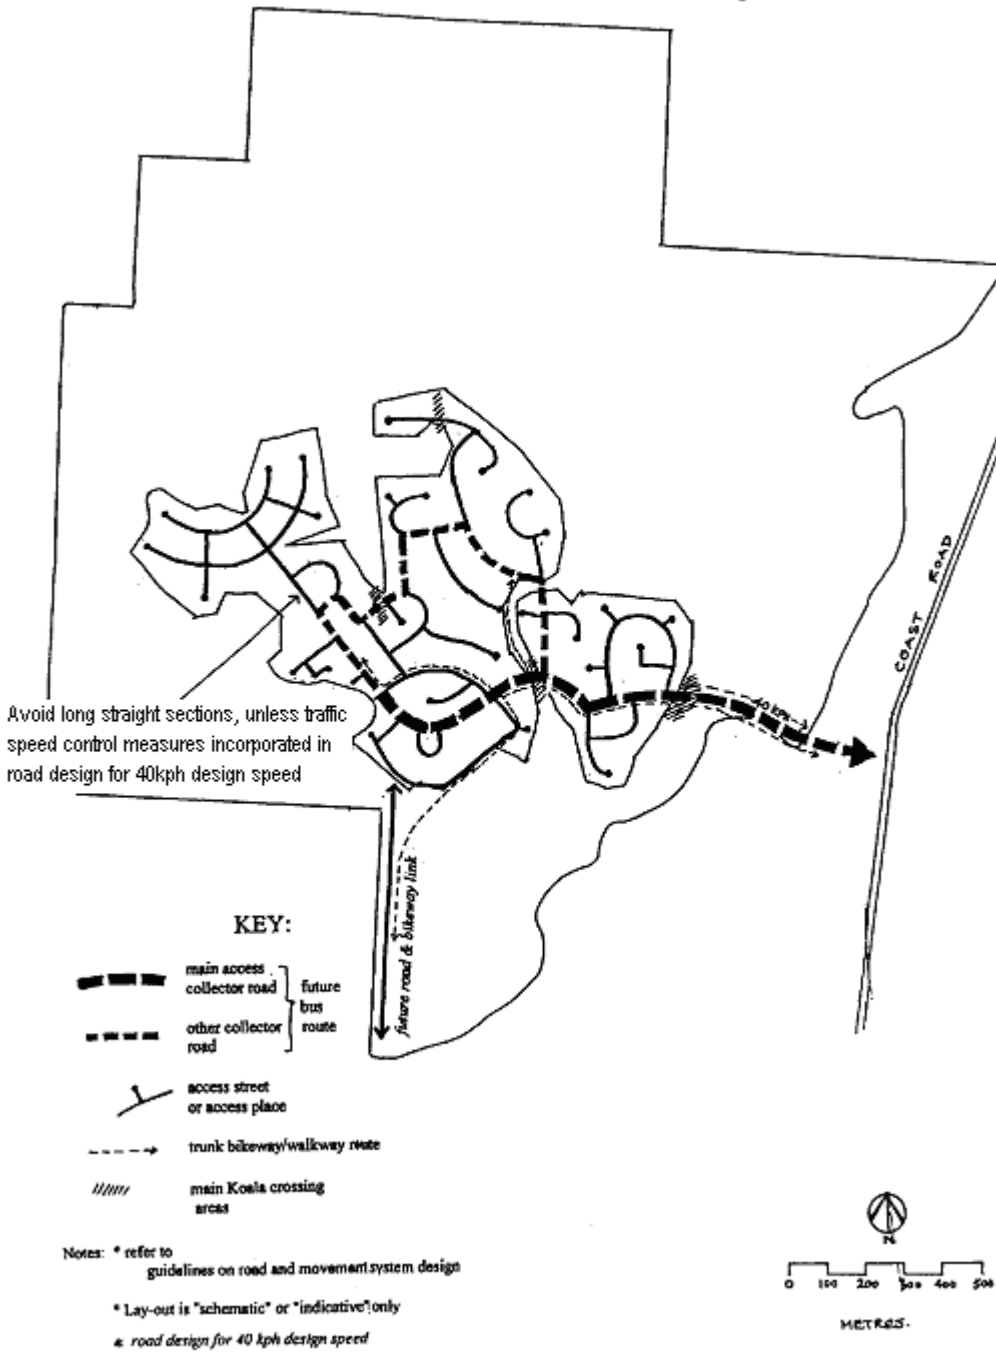 COAST ROAD
Avoid long straight sections, unless traffic
speed control measures incorporated in
road design for 40kph design speed
future road & bikeway link
KEY:
main access
collector road
future
bus
route
other collector
road
access street
or access place
trunk bikeway/walkway route
main Koala crossing
areas
Notes: * refer to
guidelines on road and movement system design
* Lay-out is "schematic" or "indicative" only
* road design for 40 kph design speed
N
0 100 200 300 400 500
METRES.